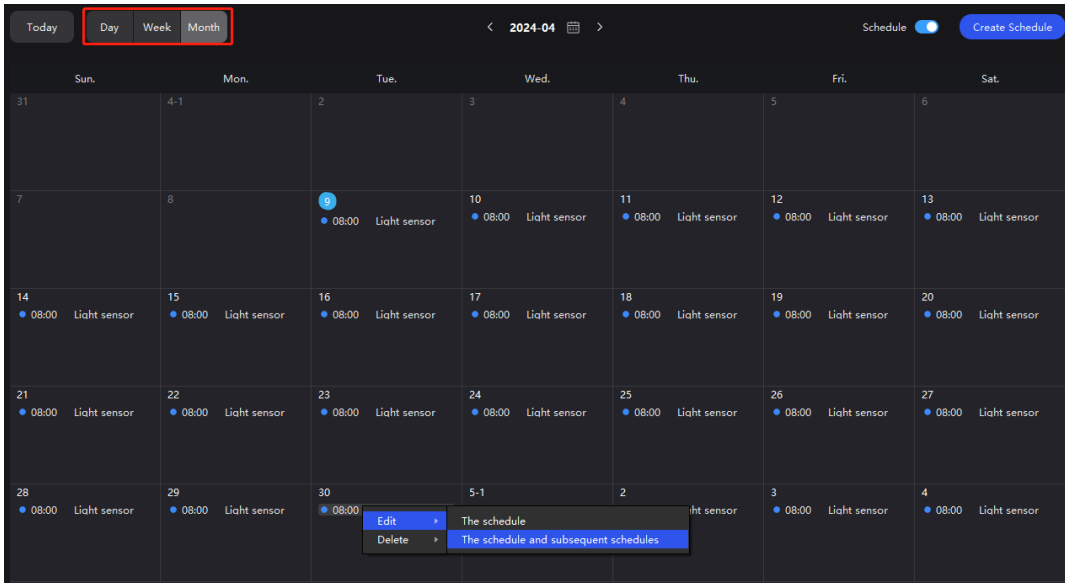 Today Day Week Month 2024-04 Schedule Create Schedule
Sun. Mon. Tue. Wed. Thu. Fri. Sat.
31 4-1 2 3 4 5 6
7 8 9 10 11 12 13
08:00 Light sensor 08:00 Light sensor 08:00 Light sensor 08:00 Light sensor 08:00 Light sensor
14 15 16 17 18 19 20
08:00 Light sensor 08:00 Light sensor 08:00 Light sensor 08:00 Light sensor 08:00 Light sensor 08:00 Light sensor 08:00 Light sensor
21 22 23 24 25 26 27
08:00 Light sensor 08:00 Light sensor 08:00 Light sensor 08:00 Light sensor 08:00 Light sensor 08:00 Light sensor 08:00 Light sensor
28 29 30 5-1 2 3 4
08:00 Light sensor 08:00 Light sensor 08:00 sensor 08:00 Light sensor 08:00 Light sensor
Edit The schedule
Delete The schedule and subsequent schedules